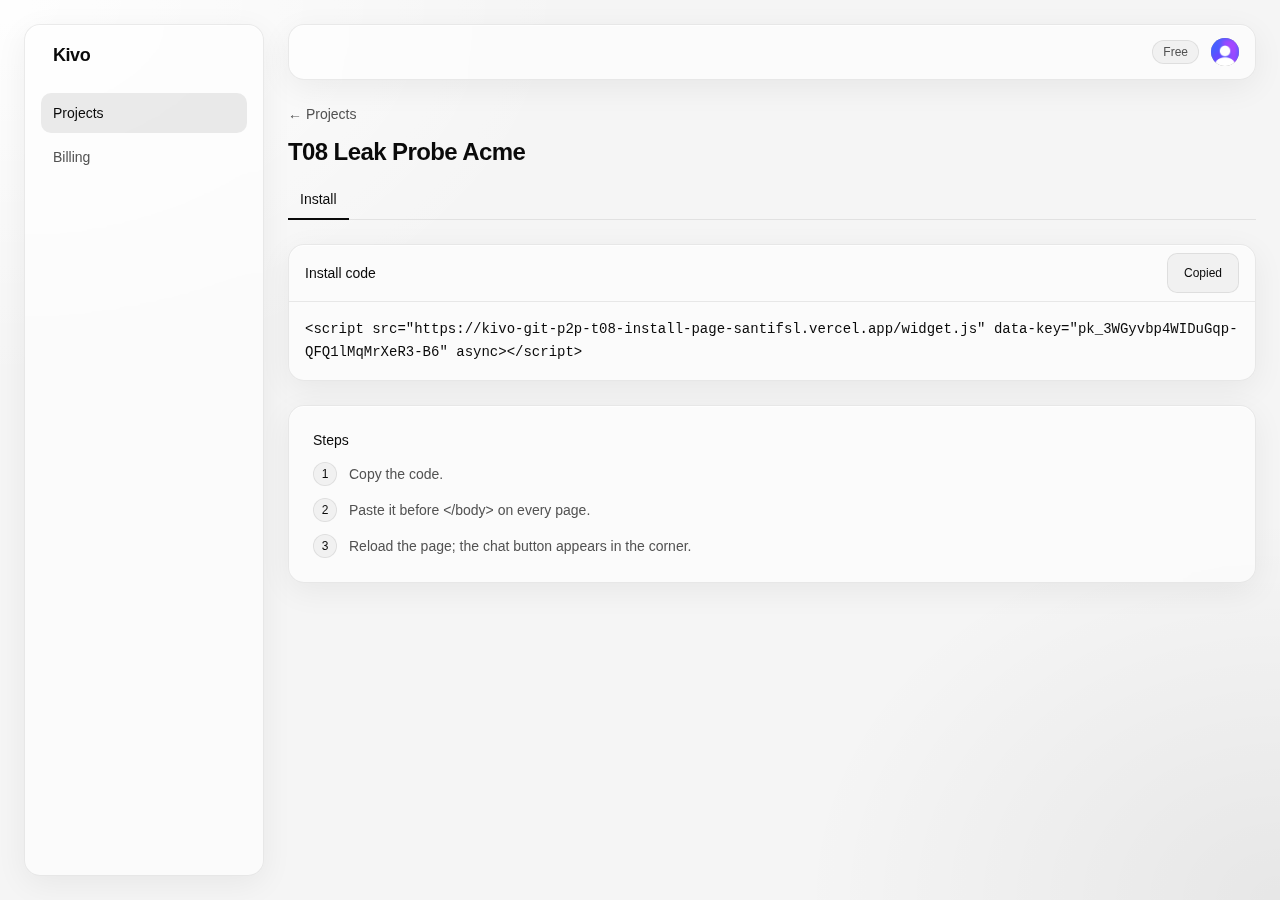 Kivo
Projects
Billing
Free
← Projects
T08 Leak Probe Acme
Install
Install code
Copied
<script src="https://kivo-git-p2p-t08-install-page-santifsl.vercel.app/widget.js" data-key="pk_3WGyvbp4WIDuGqp-
QFQ1lMqMrXeR3-B6" async></script>
Steps
1 Copy the code.
2 Paste it before </body> on every page.
3 Reload the page; the chat button appears in the corner.